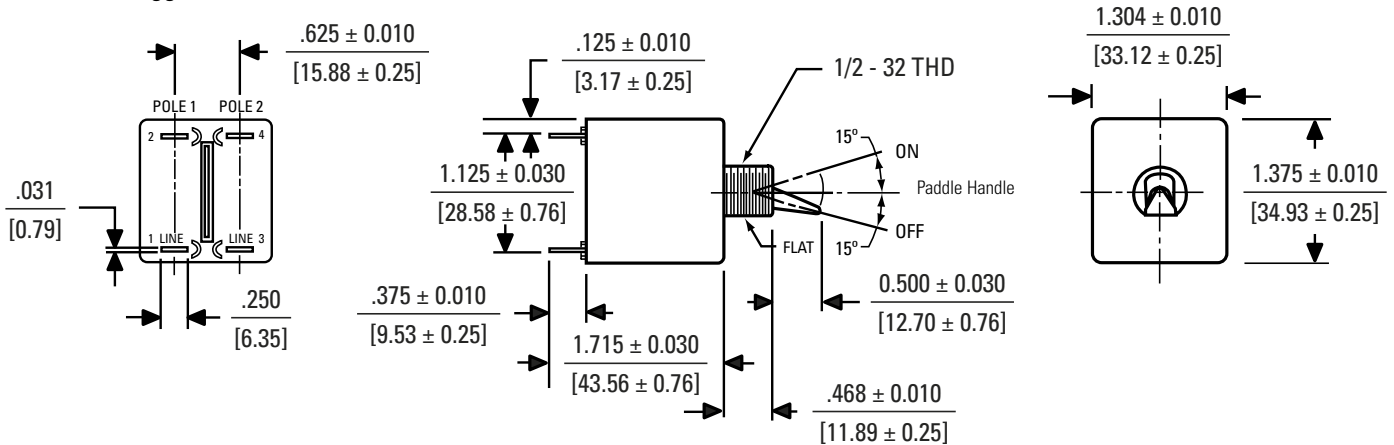 .625 ± 0.010
[15.88 ± 0.25]
POLE 1 POLE 2
2 4
.031
[0.79]
1 LINE LINE 3
.250
[6.35]
.125 ± 0.010
[3.17 ± 0.25]
1/2 - 32 THD
15º
ON
1.125 ± 0.030
[28.58 ± 0.76]
Paddle Handle
OFF
FLAT 15º
.375 ± 0.010
[9.53 ± 0.25]
0.500 ± 0.030
[12.70 ± 0.76]
1.715 ± 0.030
[43.56 ± 0.76]
.468 ± 0.010
[11.89 ± 0.25]
1.304 ± 0.010
[33.12 ± 0.25]
1.375 ± 0.010
[34.93 ± 0.25]